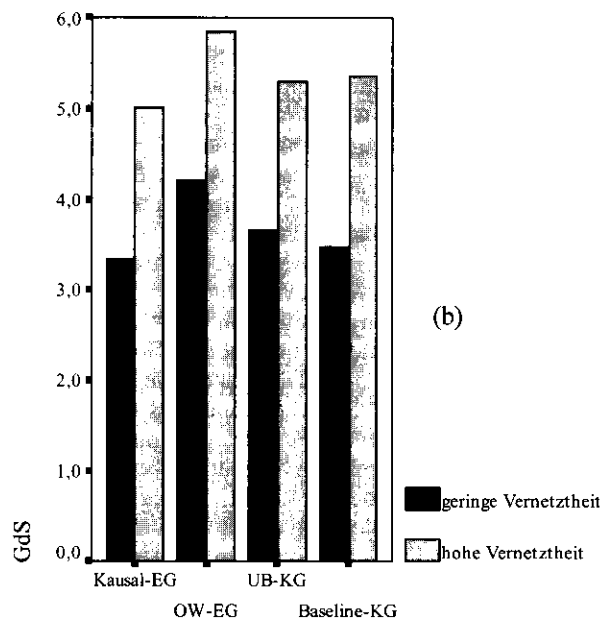 6,0
5,0
4,0
3,0
2,0
1,0
0,0
GdS
Kausal-EG
OW-EG
UB-KG
Baseline-KG
(b)
geringe Vernetztheit
hohe Vernetztheit